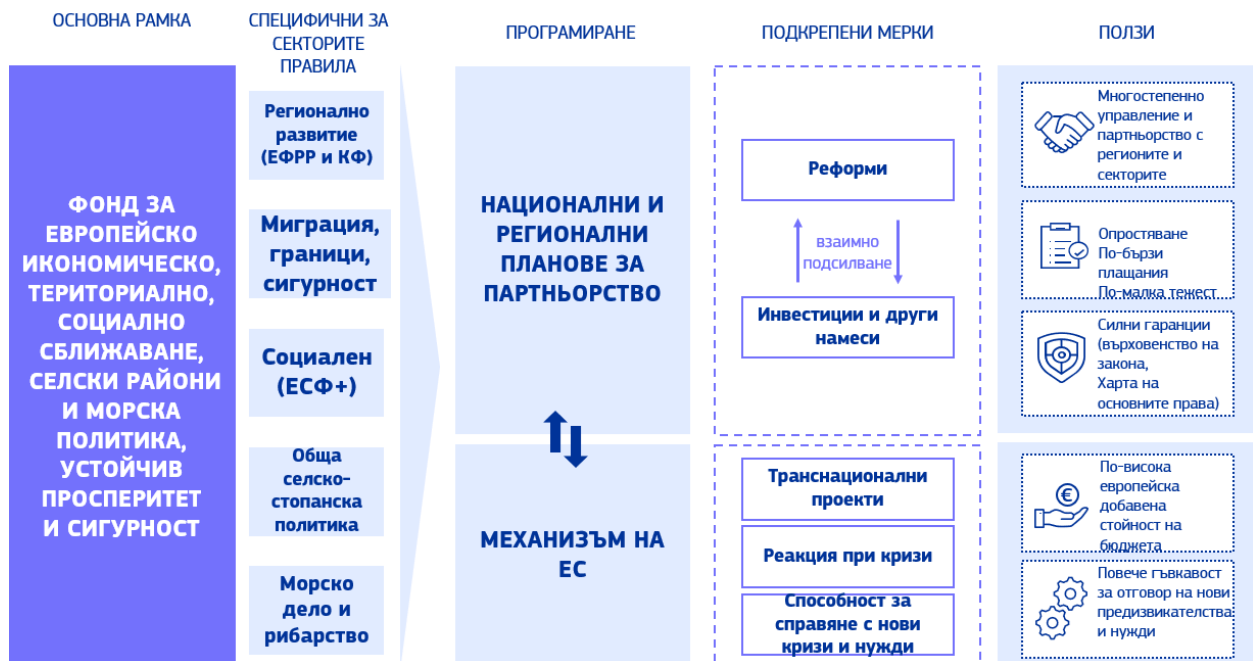 ОСНОВНА РАМКА
СПЕЦИФИЧНИ ЗА
СЕКТОРИТЕ
ПРАВИЛА
ПРОГРАМИРАНЕ
ПОДКРЕПЕНИ МЕРКИ
ПОЛЗИ
ФОНД ЗА
ЕВРОПЕЙСКО
ИКОНОМИЧЕСКО,
ТЕРИТОРИАЛНО,
СОЦИАЛНО
СБЛИЖАВАНЕ,
СЕЛСКИ РАЙОНИ
И МОРСКА
ПОЛИТИКА,
УСТОЙЧИВ
ПРОСПЕРИТЕТ
И СИГУРНОСТ
Регионално
развитие
(ЕФРР и КФ)
Миграция,
граници,
сигурност
Социален
(ЕСФ+)
Обща
селско-
стопанска
политика
Морско
дело и
рибарство
НАЦИОНАЛНИ И
РЕГИОНАЛНИ
ПЛАНОВЕ ЗА
ПАРТНЬОРСТВО
МЕХАНИЗЪМ НА
ЕС
Реформи
взаимно
подсилване
Инвестиции и други
намеси
Транснационални
проекти
Реакция при кризи
Способност за
справяне с нови
кризи и нужди
Многостепенно
управление и
партньорство с
регионите и
секторите
Опростяване
По-бързи
плащания
По-малка тежест
Силни гаранции
(върховенство на
закона,
Харта на
основните права)
По-висока
европейска
добавена
стойност на
бюджета
Повече гъвкавост
за отговор на нови
предизвикателства
и нужди